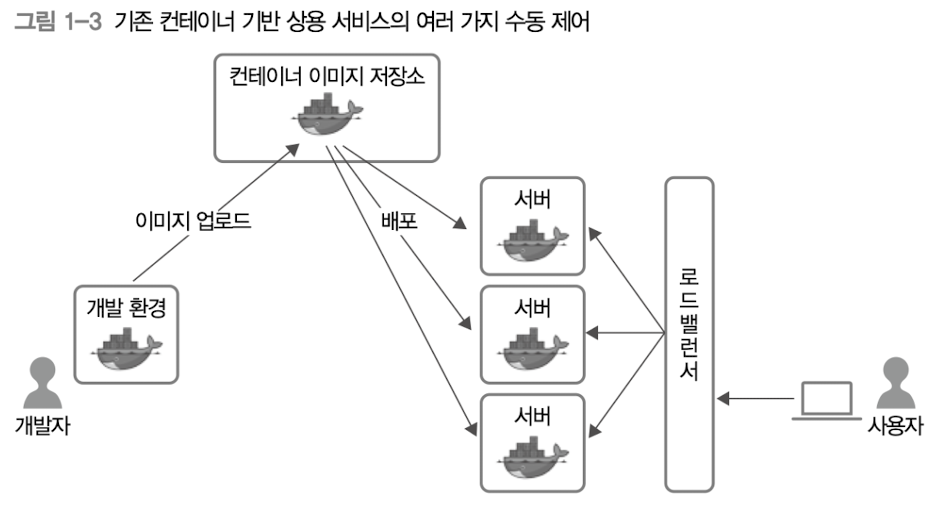 그림 1-3 기존 컨테이너 기반 상용 서비스의 여러 가지 수동 제어
컨테이너 이미지 저장소
이미지 업로드
배포
서버
개발 환경
서버
로드밸런서
개발자
서버
사용자